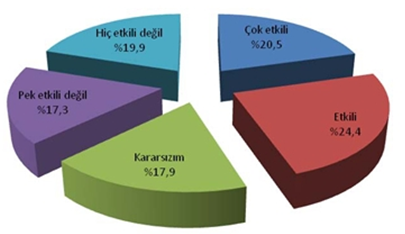 Hiç etkili değil
%19,9
Çok etkili
%20,5
Pek etkili değil
%17,3
Etkili
%24,4
Kararsızım
%17,9